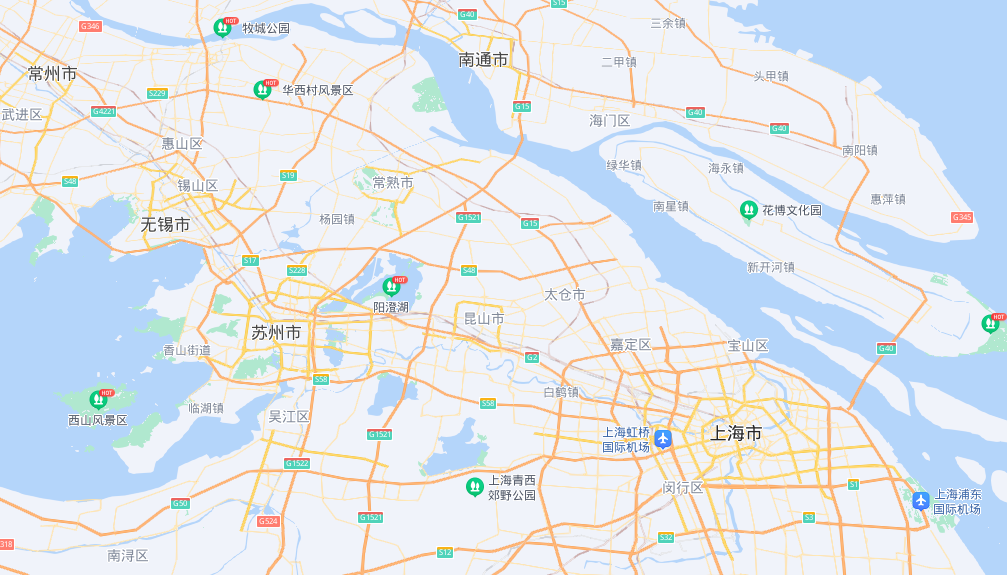 S15
G40
三余镇
G346
HOT
牧城公园
南通市
二甲镇
头甲镇
常州市
HOT
华西村风景区
S229
G4221
G15
G40
武进区
海门区
G40
惠山区
南阳镇
绿华镇
海永镇
S48
锡山区
S19
常熟市
惠萍镇
南星镇
花博文化园
无锡市
杨园镇
G1521
G15
G345
S17
S228
S48
新开河镇
HOT
阳澄湖
太仓市
昆山市
HOT
苏州市
嘉定区
宝山区
香山街道
G2
G40
S58
HOT
西山风景区
白鹤镇
临湖镇
S58
吴江区
G1521
上海虹桥
国际机场
上海市
G1522
上海青西
郊野公园
闵行区
S1
上海浦东
国际机场
G50
G524
G1521
S3
318
S32
南浔区
S12